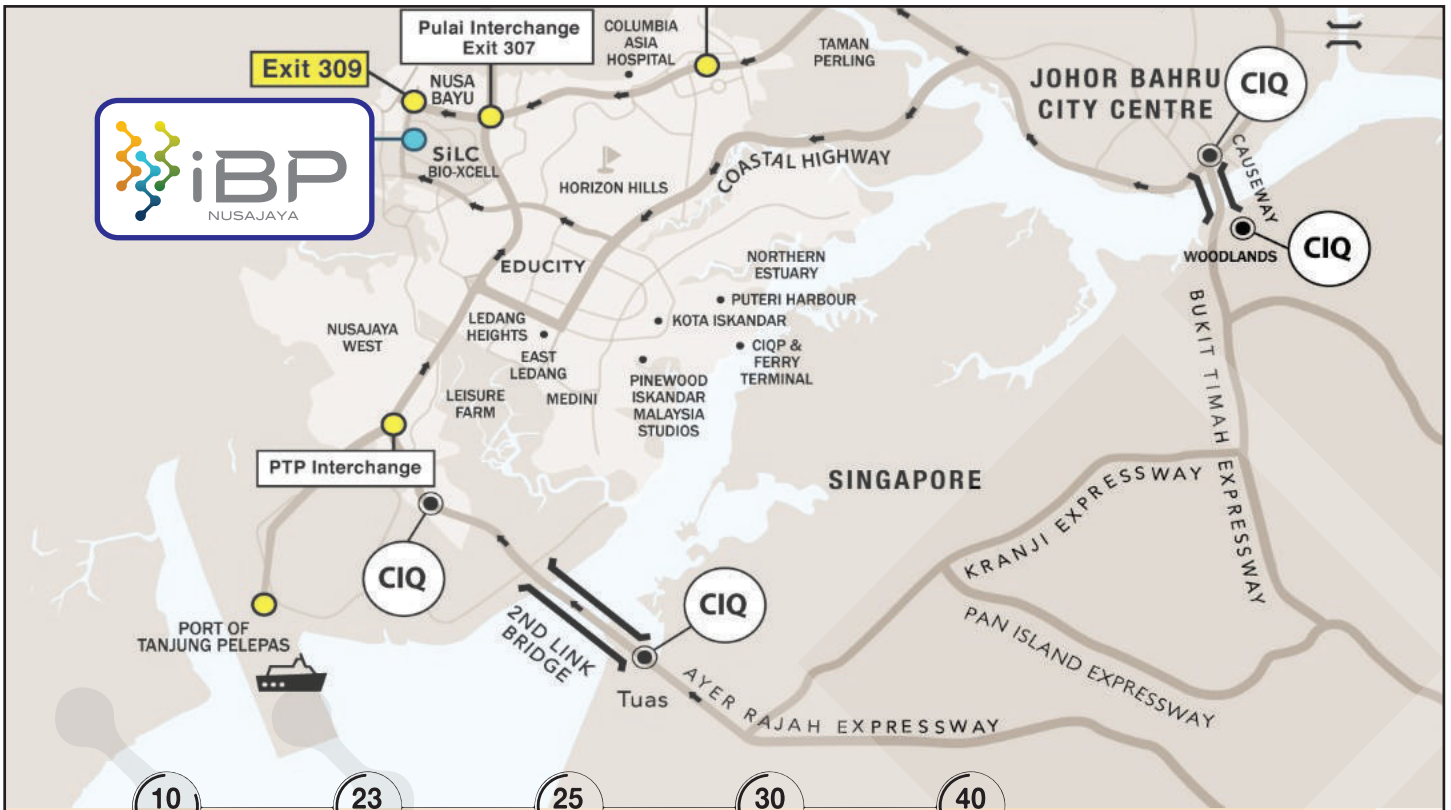 Pulai Interchange
Exit 307
COLUMBIA
ASIA
HOSPITAL
TAMAN
PERLING
Exit 309
NUSA
BAYU
JOHOR BAHRU
CITY CENTRE
CIQ
iBP
NUSAJAYA
SiLC
BIO-XCELL
HORIZON HILLS
COASTAL HIGHWAY
CAUSEWAY
WOODLANDS
CIQ
EDUCITY
NORTHERN
ESTUARY
PUTERI HARBOUR
KOTA ISKANDAR
CIQP &
FERRY
TERMINAL
NUSAJAYA
WEST
LEDANG
HEIGHTS
EAST
LEDANG
LEISURE
FARM
MEDINI
PINEWOOD
ISKANDAR
MALAYSIA
STUDIOS
BUKIT TIMAH EXPRESSWAY
PTP Interchange
SINGAPORE
KRANJI EXPRESSWAY
CIQ
CIQ
PORT OF
TANJUNG PELEPAS
2ND LINK
BRIDGE
Tuas
PAN ISLAND EXPRESSWAY
AYER RAJAH EXPRESSWAY
10
23
25
30
40